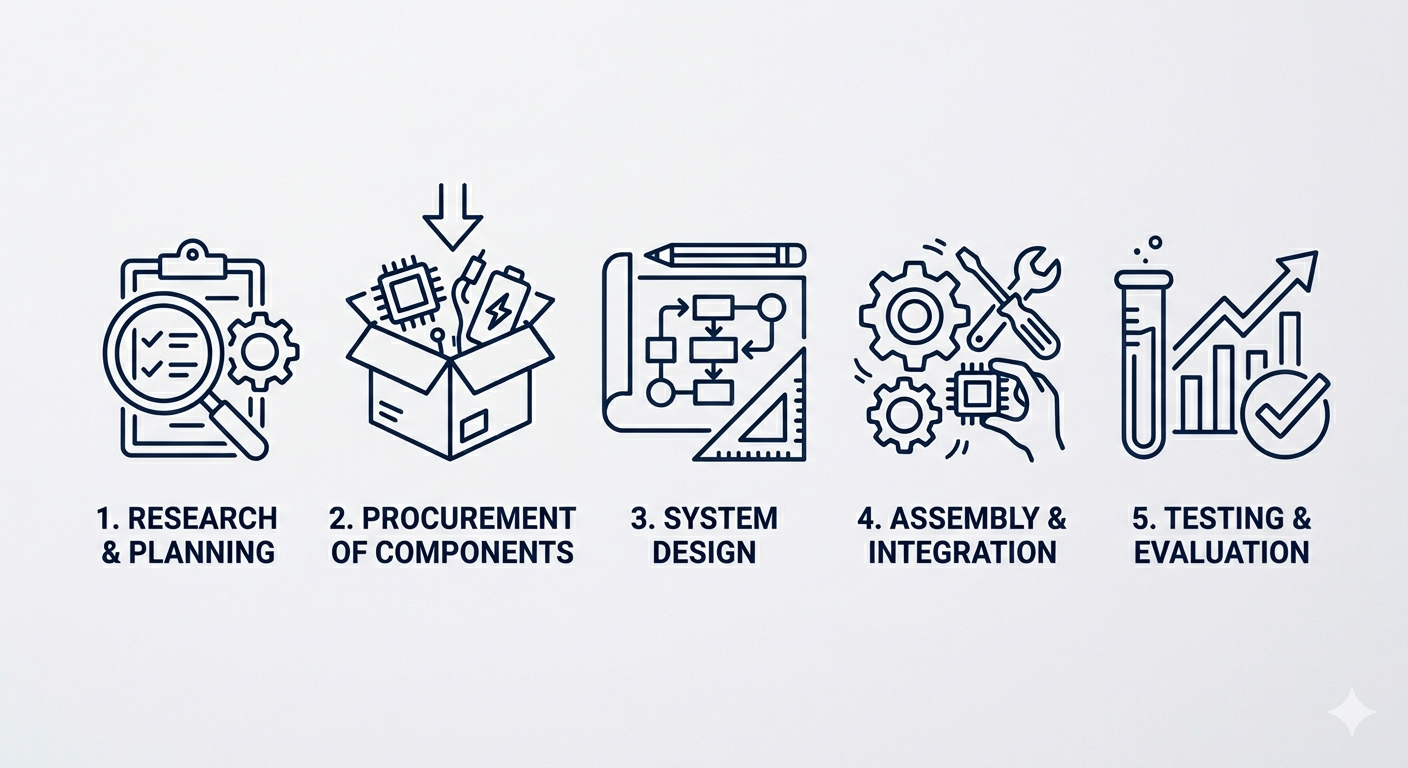 1. RESEARCH
& PLANNING
2. PROCUREMENT
OF COMPONENTS
3. SYSTEM
DESIGN
4. ASSEMBLY &
INTEGRATION
5. TESTING &
EVALUATION